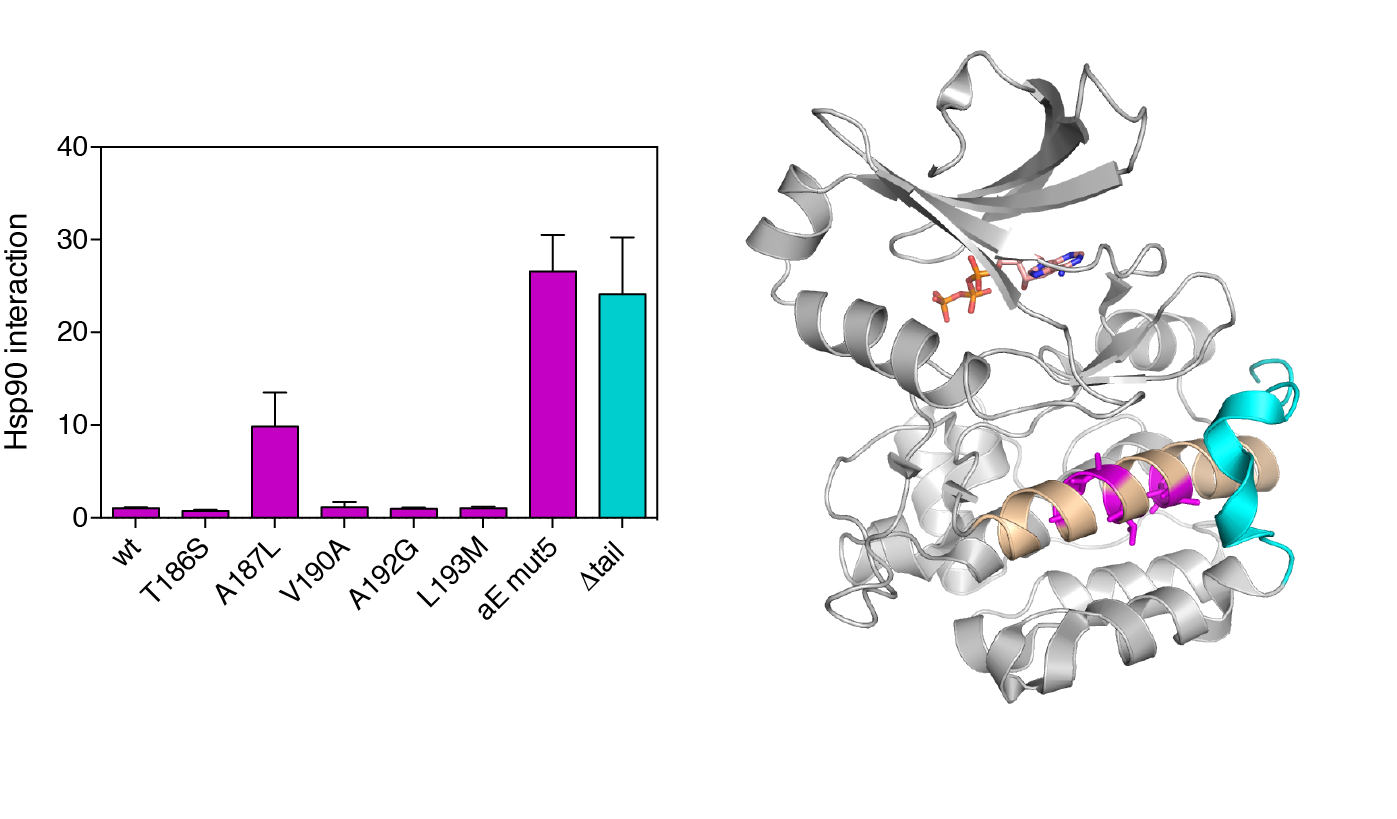 Hsp90 interaction
40
30
20
10
0
wt
T186S
A187L
V190A
A192G
L193M
aE mut5
Δtail